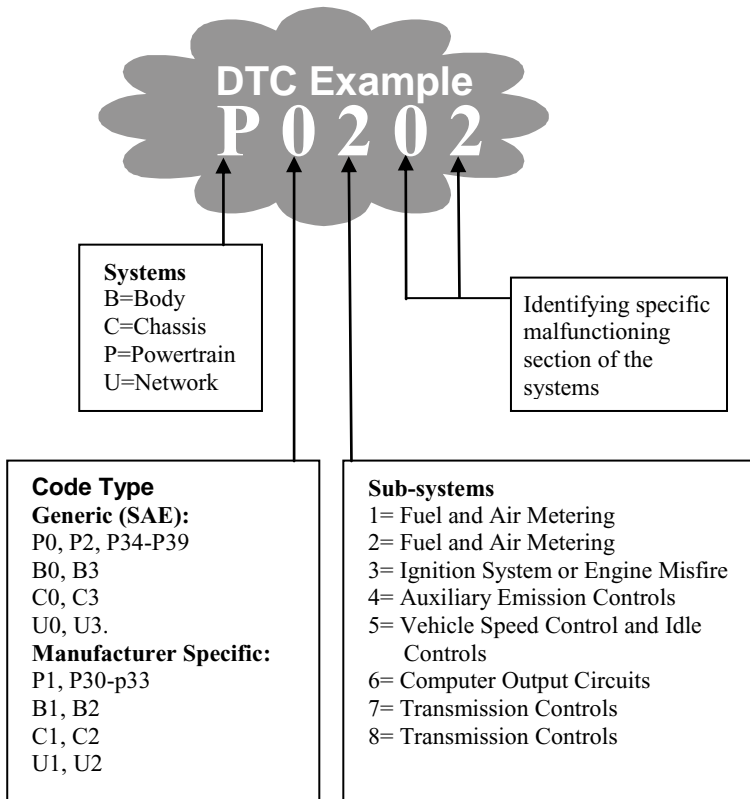 DTC Example
P 0 2 0 2
Systems
B=Body
C=Chassis
P=Powertrain
U=Network
Identifying specific
malfunctioning
section of the
systems
Code Type
Generic (SAE):
P0, P2, P34-P39
B0, B3
C0, C3
U0, U3.
Manufacturer Specific:
P1, P30-p33
B1, B2
C1, C2
U1, U2
Sub-systems
1= Fuel and Air Metering
2= Fuel and Air Metering
3= Ignition System or Engine Misfire
4= Auxiliary Emission Controls
5= Vehicle Speed Control and Idle
Controls
6= Computer Output Circuits
7= Transmission Controls
8= Transmission Controls